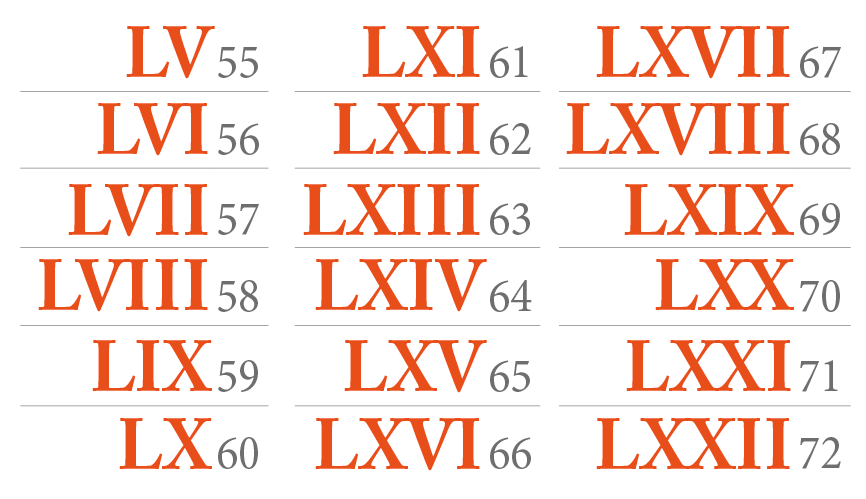 LV 55
LVI 56
LVII 57
LVIII 58
LIX 59
LX 60
LXI 61
LXII 62
LXIII 63
LXIV 64
LXV 65
LXVI 66
LXVII 67
LXVIII 68
LXIX 69
LXX 70
LXXI 71
LXXII 72